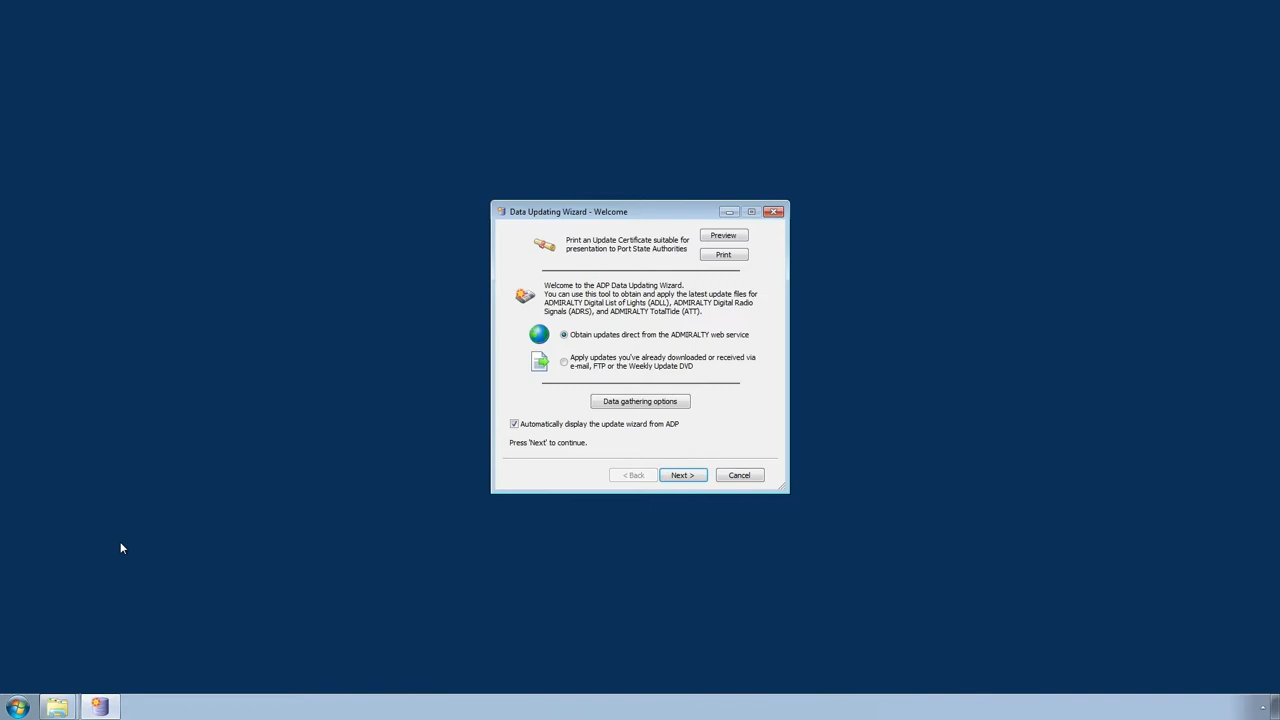 Data Updating Wizard - Welcome
Print an Update Certificate suitable for
presentation to Port State Authorities
Preview
Print
Welcome to the ADP Data Updating Wizard.
You can use this tool to obtain and apply the latest update files for
ADMIRALTY Digital List of Lights (ADLL), ADMIRALTY Digital Radio
Signals (ADRS), and ADMIRALTY TotalTide (ATT).
Obtain updates direct from the ADMIRALTY web service
Apply updates you've already downloaded or received via
e-mail, FTP or the Weekly Update DVD
Data gathering options
Automatically display the update wizard from ADP
Press 'Next' to continue.
< Back
Next >
Cancel